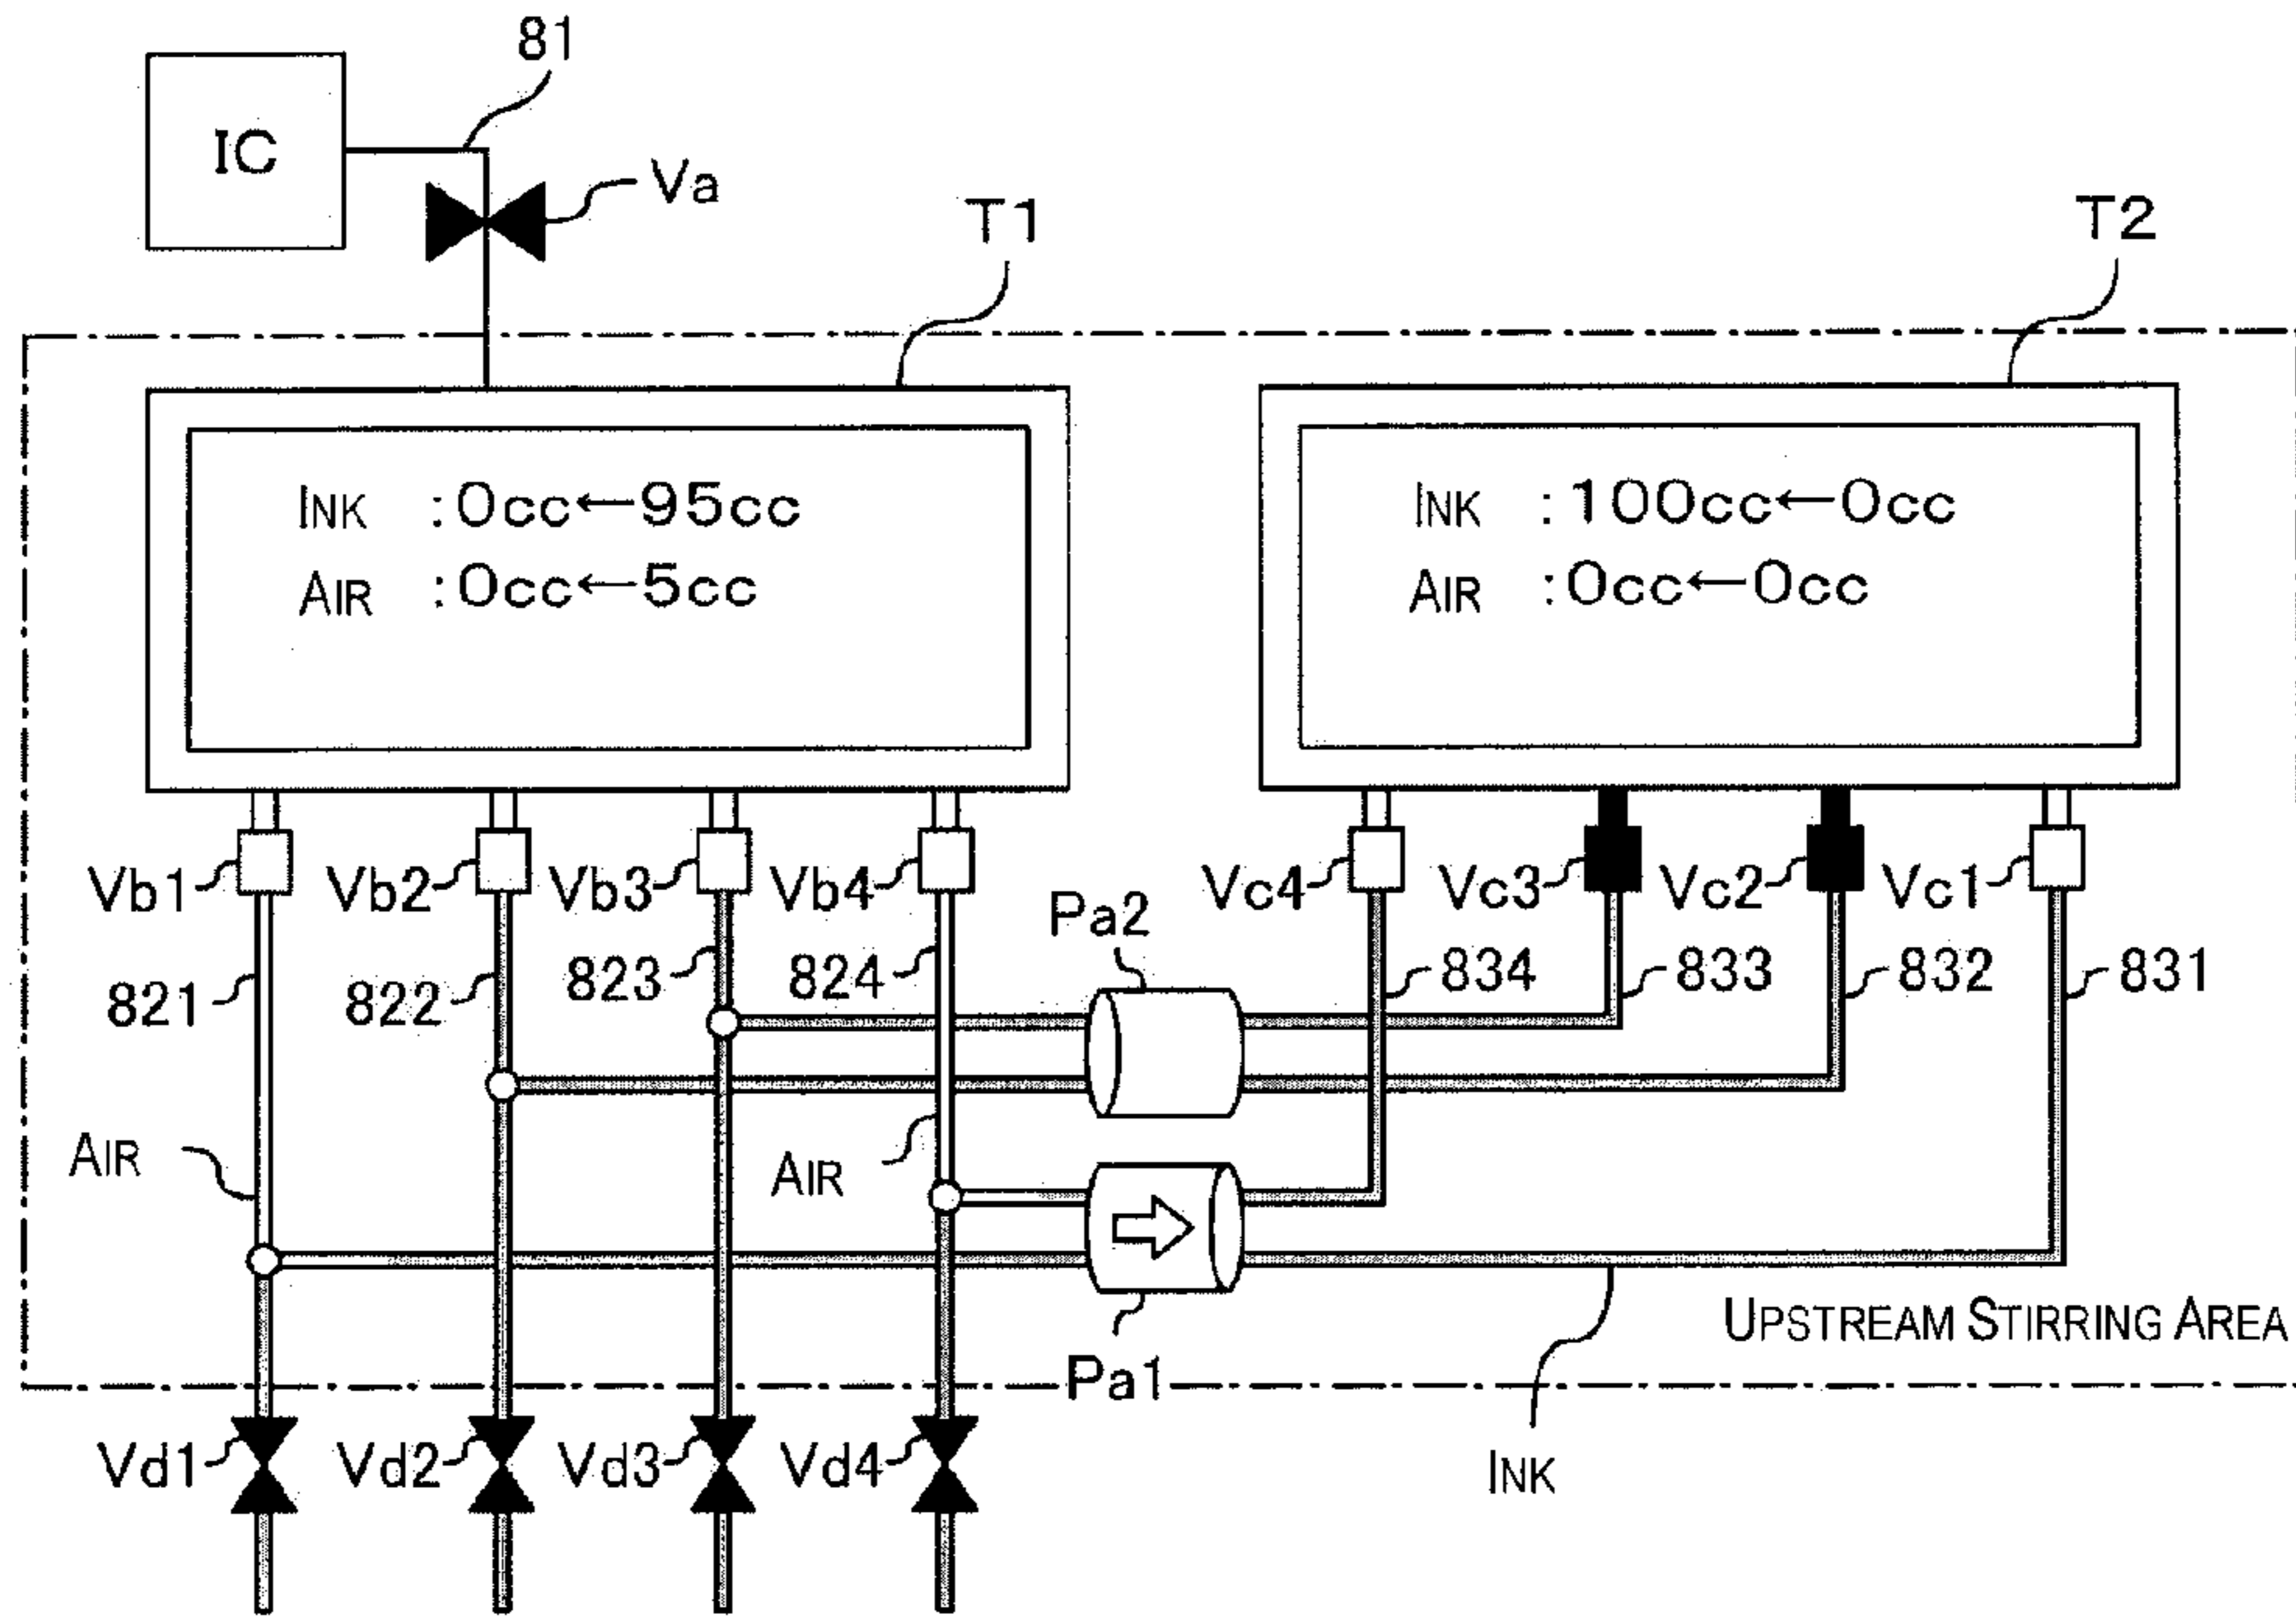 81
IC
Va
T1
T2
INK :0cc←95cc
AIR :0cc←5cc
INK :100cc←0cc
AIR :0cc←0cc
Vb1
Vb2
Vb3
Vb4
Vc4
Vc3
Vc2
Vc1
Pa2
821
822
823
824
834
833
832
831
AIR
AIR
UPSTREAM STIRRING AREA
Pa1
Vd1
Vd2
Vd3
Vd4
INK